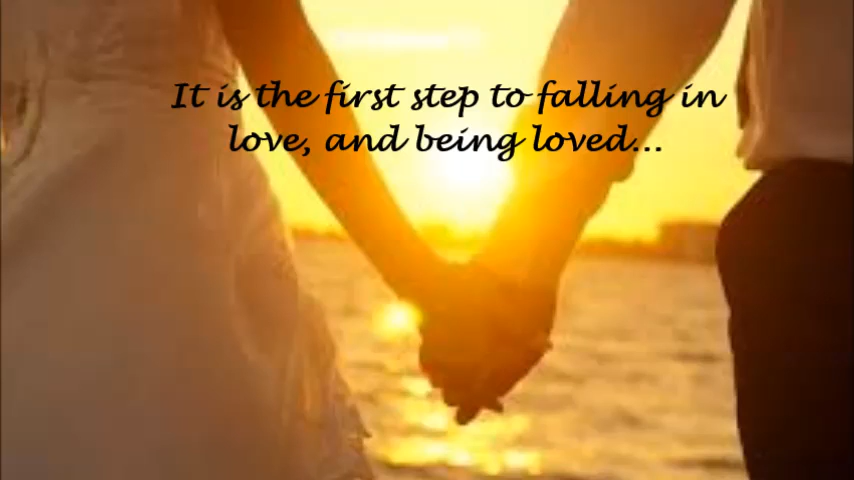 It is the first step to falling in
love, and being loved...